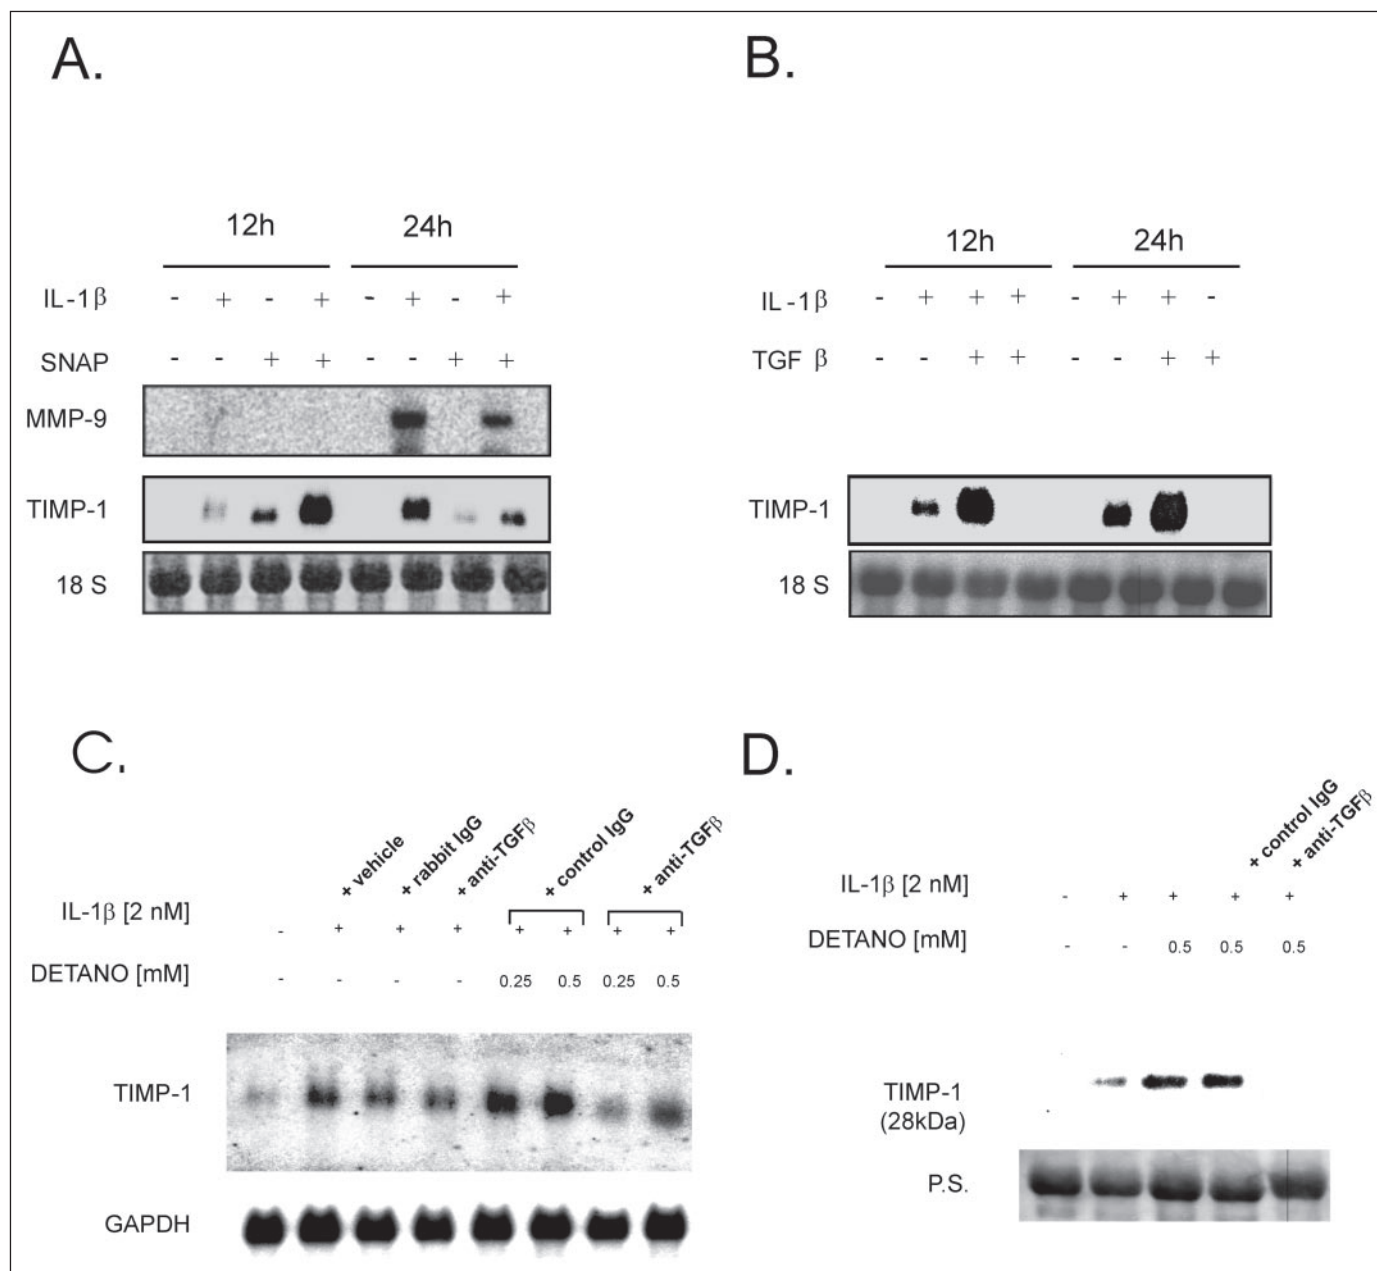 A.
12h 24h
IL-1β - + - + - + - +
SNAP - - + + - - + +
MMP-9
TIMP-1
18 S
B.
12h 24h
IL-1β - + + + - + + -
TGF β - - + + - - + +
TIMP-1
18 S
C.
+ vehicle
+ rabbit IgG
+ anti-TGFβ
+ control IgG
+ anti-TGFβ
IL-1β [2 nM] - + + + + + + +
DETANO [mM] - - - - 0.25 0.5 0.25 0.5
TIMP-1
GAPDH
D.
+ control IgG
+ anti-TGFβ
IL-1β [2 nM] - + + + +
DETANO [mM] - - 0.5 0.5 0.5
TIMP-1
(28kDa)
P.S.